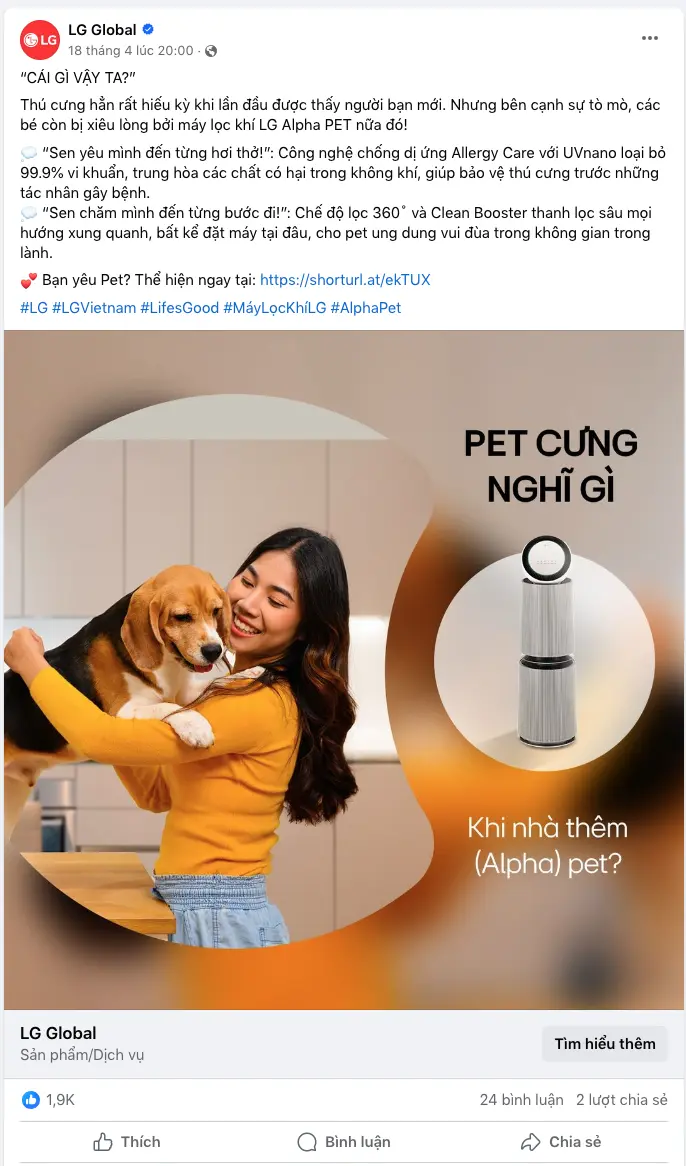 LG
LG Global
18 tháng 4 lúc 20:00 ·
“CÁI GÌ VẬY TA?”
Thú cưng hẳn rất hiếu kỳ khi lần đầu được thấy người bạn mới. Nhưng bên cạnh sự tò mò, các
bé còn bị xiêu lòng bởi máy lọc khí LG Alpha PET nữa đó!
💭 “Sen yêu mình đến từng hơi thở!”: Công nghệ chống dị ứng Allergy Care với UVnano loại bỏ
99.9% vi khuẩn, trung hòa các chất có hại trong không khí, giúp bảo vệ thú cưng trước những
tác nhân gây bệnh.
💭 “Sen chăm mình đến từng bước đi!”: Chế độ lọc 360˚ và Clean Booster thanh lọc sâu mọi
hướng xung quanh, bất kể đặt máy tại đâu, cho pet ung dung vui đùa trong không gian trong
lành.
💕 Bạn yêu Pet? Thể hiện ngay tại: https://shorturl.at/ekTUX
#LG #LGVietnam #LifesGood #MáyLọcKhíLG #AlphaPet
PET CƯNG
NGHĨ GÌ
Khi nhà thêm
(Alpha) pet?
LG Global
Sản phẩm/Dịch vụ
Tìm hiểu thêm
1,9K
24 bình luận 2 lượt chia sẻ
Thích Bình luận Chia sẻ